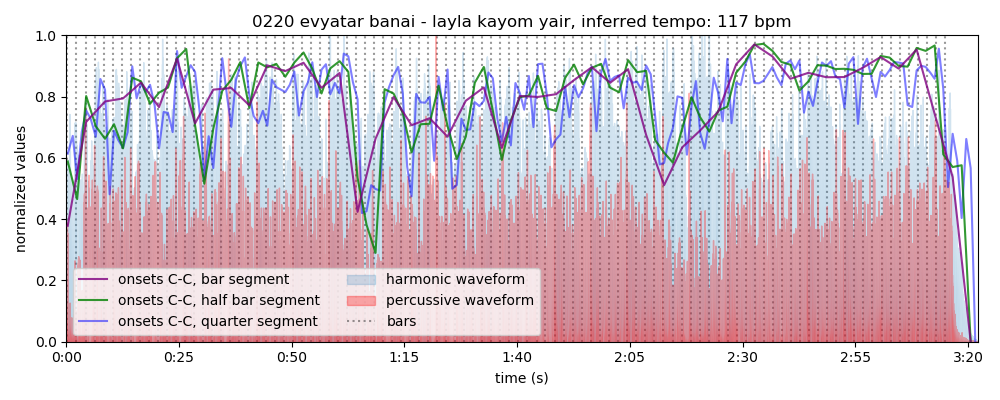 0220 evyatar banai - layla kayom yair, inferred tempo: 117 bpm
normalized values
1.0
0.8
0.6
0.4
0.2
0.0
onsets C-C, bar segment
onsets C-C, half bar segment
onsets C-C, quarter segment
harmonic waveform
percussive waveform
bars
0:00 0:25 0:50 1:15 1:40 2:05 2:30 2:55 3:20
time (s)